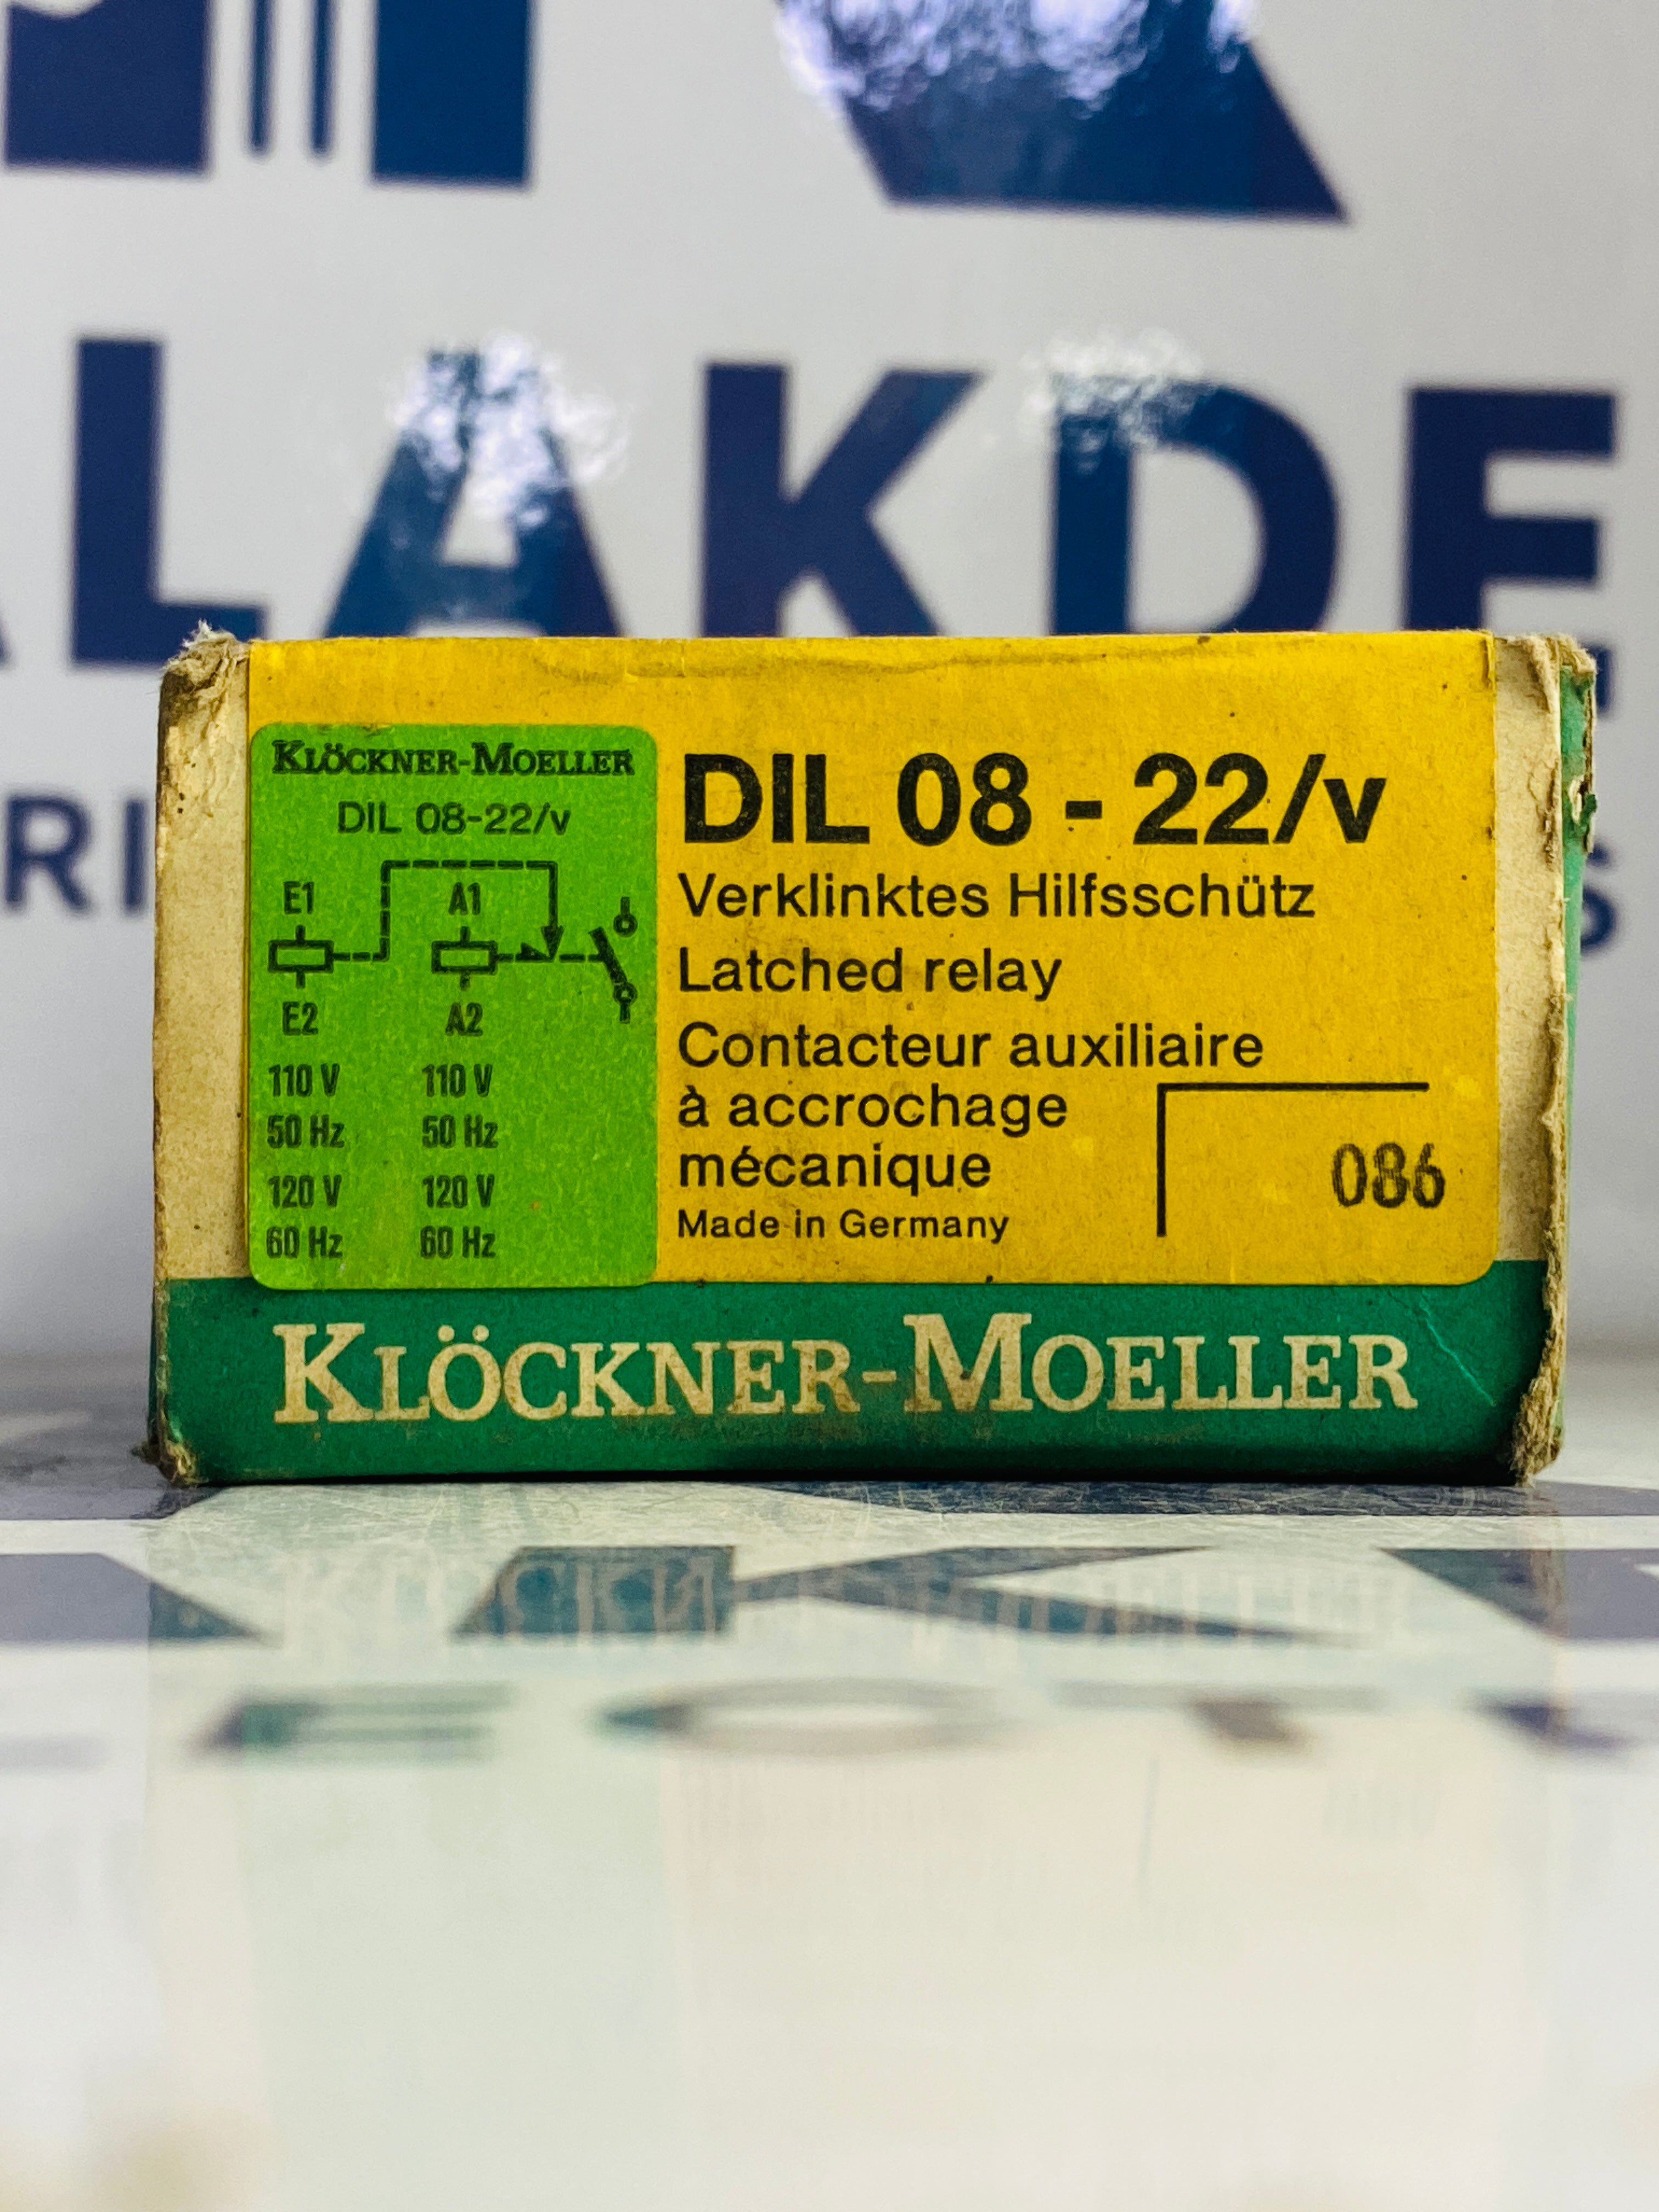 LAKDE
RI
KLÖCKNER-MOELLER
DIL 08-22/v
E1 A1
E2 A2
110 V 110 V
50 Hz 50 Hz
120 V 120 V
60 Hz 60 Hz
DIL 08 - 22/v
Verklinktes Hilfsschütz
Latched relay
Contacteur auxiliaire
à accrochage
mécanique
Made in Germany
086
KLÖCKNER-MOELLER